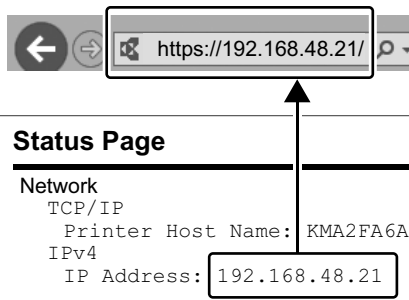 https://192.168.48.21/
Status Page
Network
TCP/IP
Printer Host Name: KMA2FA6A
IPv4
IP Address: 192.168.48.21